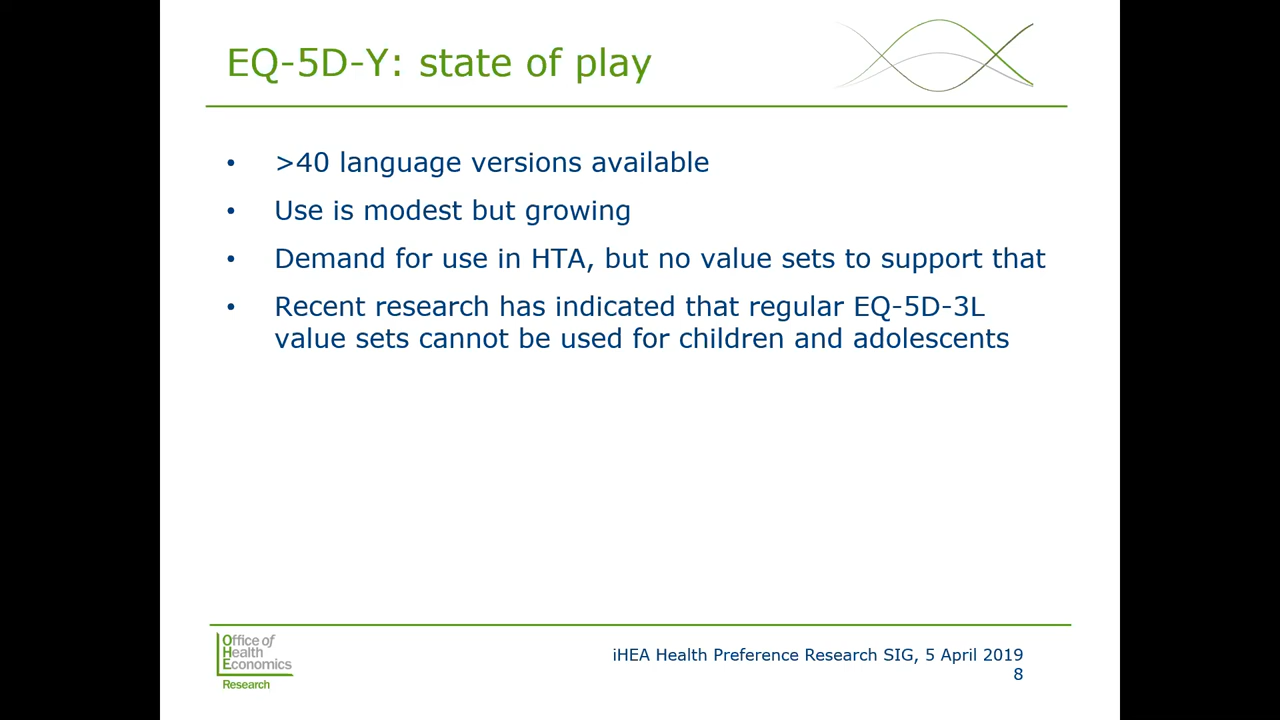 EQ-5D-Y: state of play
• >40 language versions available
• Use is modest but growing
• Demand for use in HTA, but no value sets to support that
• Recent research has indicated that regular EQ-5D-3L
value sets cannot be used for children and adolescents
Office of
Health
Economics
Research
iHEA Health Preference Research SIG, 5 April 2019
8